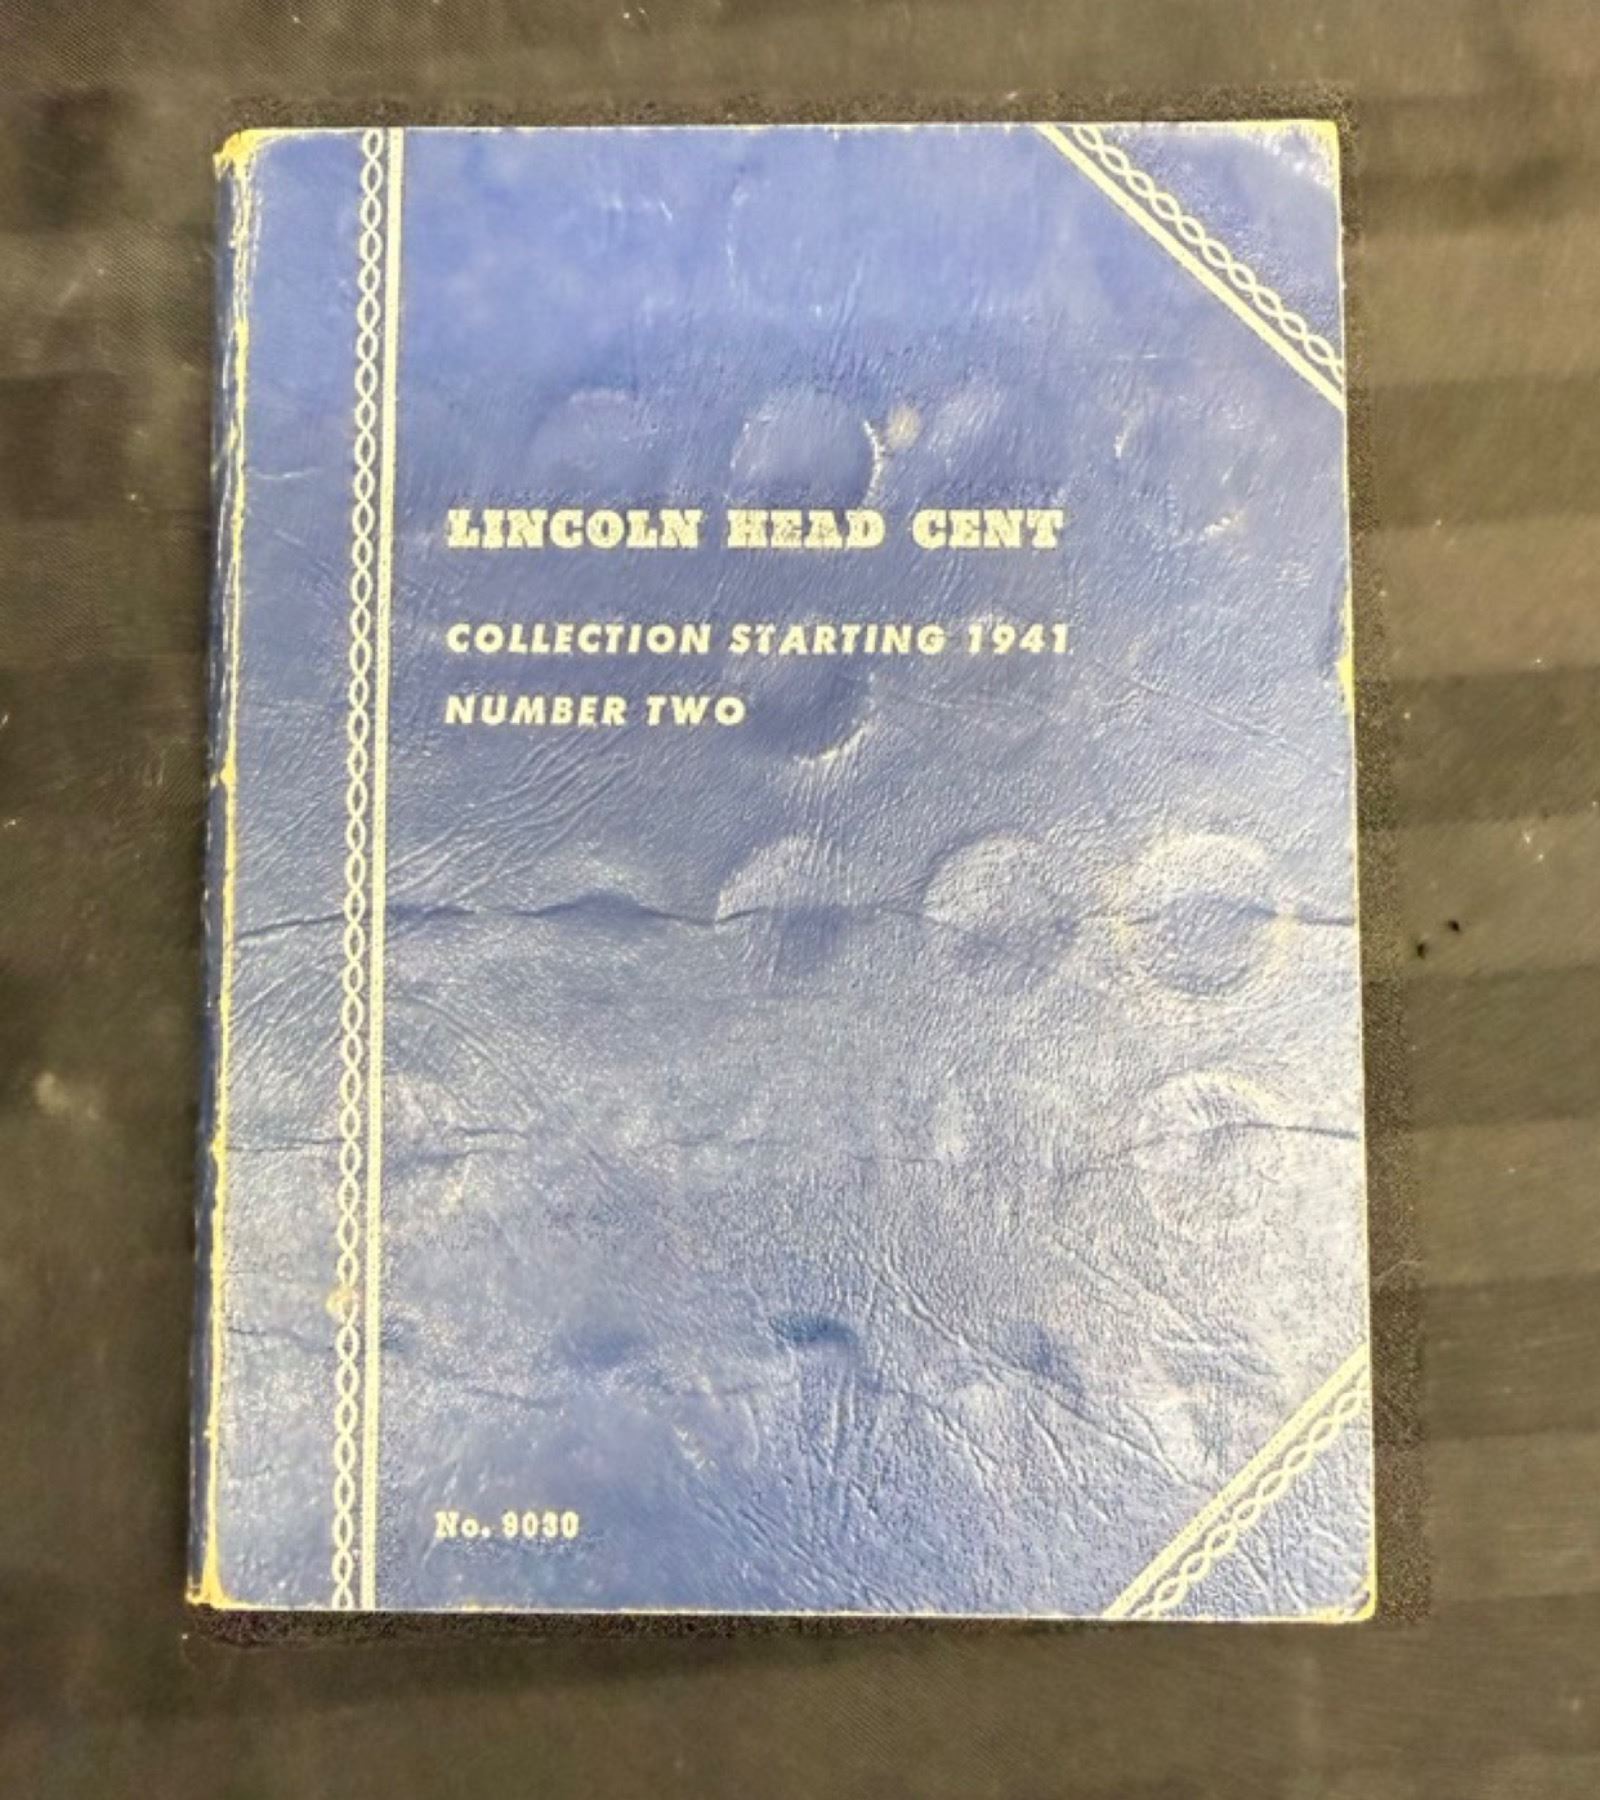 LINCOLN HEAD CENT
COLLECTION STARTING 1941
NUMBER TWO
No. 9030